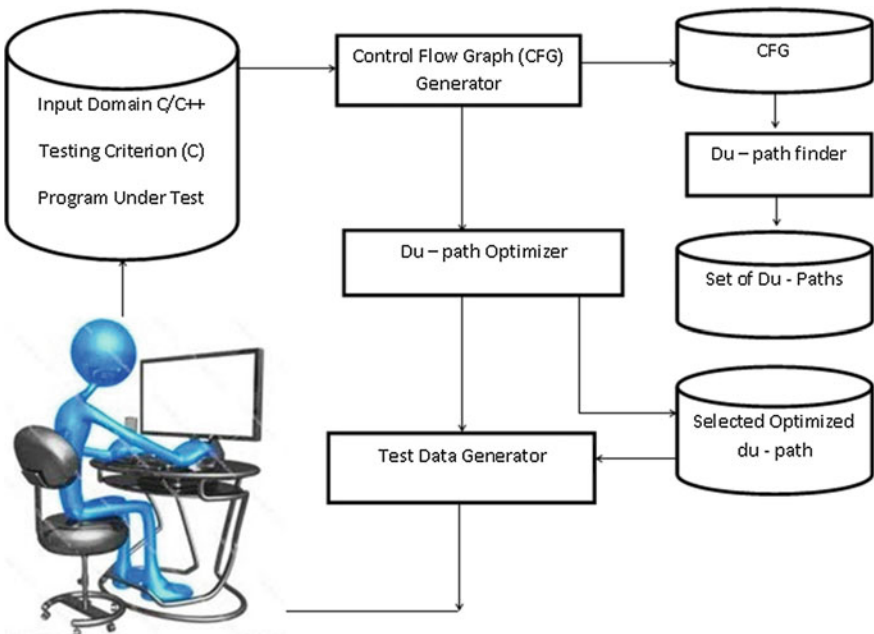 Input Domain C/C++
Testing Criterion (C)
Program Under Test
Control Flow Graph (CFG)
Generator
CFG
Du – path finder
Du – path Optimizer
Set of Du - Paths
Selected Optimized
du - path
Test Data Generator